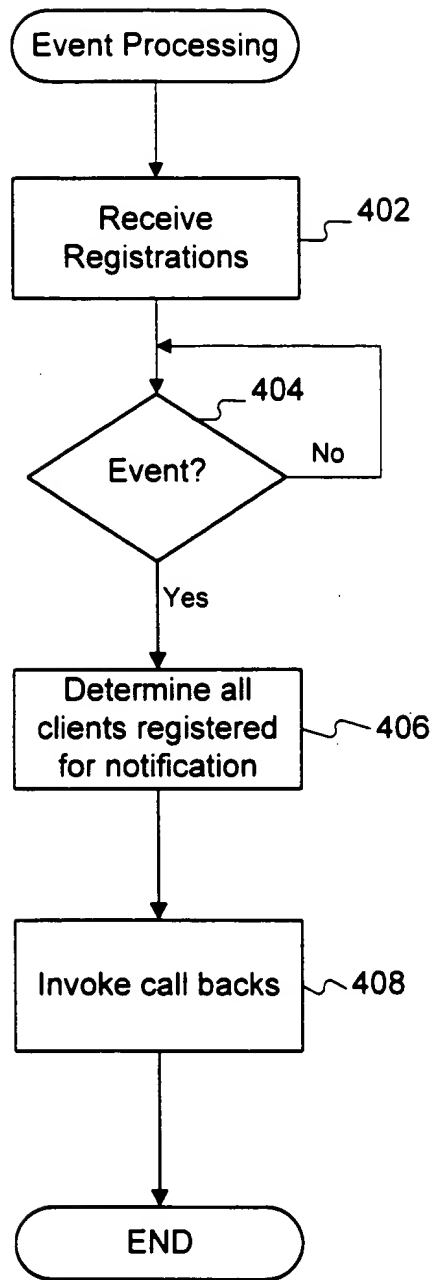 Event Processing
Receive
Registrations
402
404
Event?
No
Yes
Determine all
clients registered
for notification
406
Invoke call backs
408
END